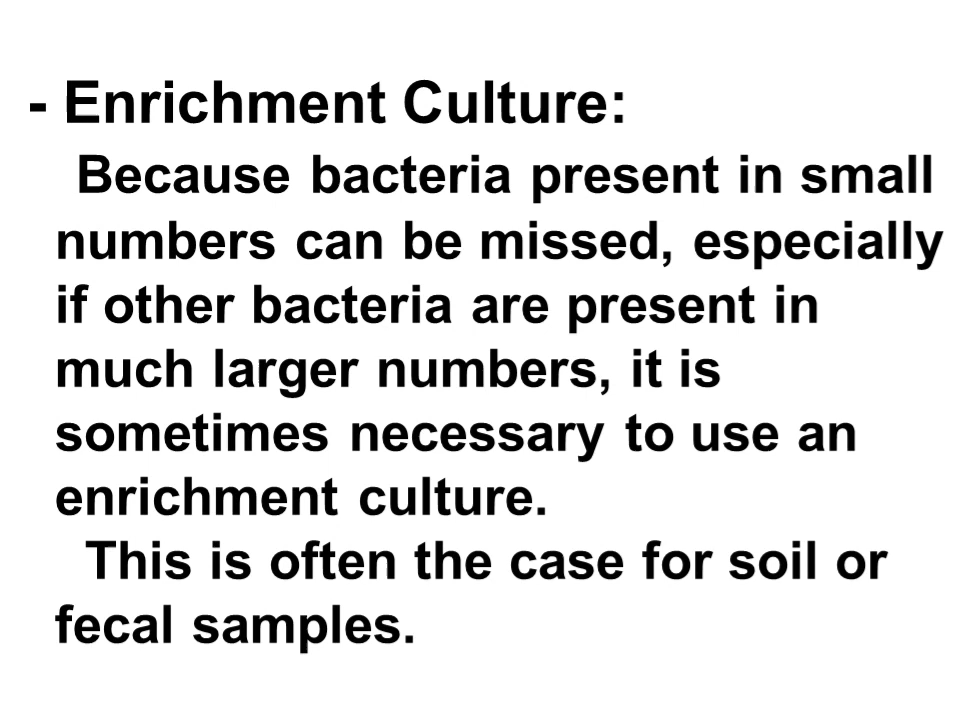 - Enrichment Culture:
Because bacteria present in small
numbers can be missed, especially
if other bacteria are present in
much larger numbers, it is
sometimes necessary to use an
enrichment culture.
This is often the case for soil or
fecal samples.